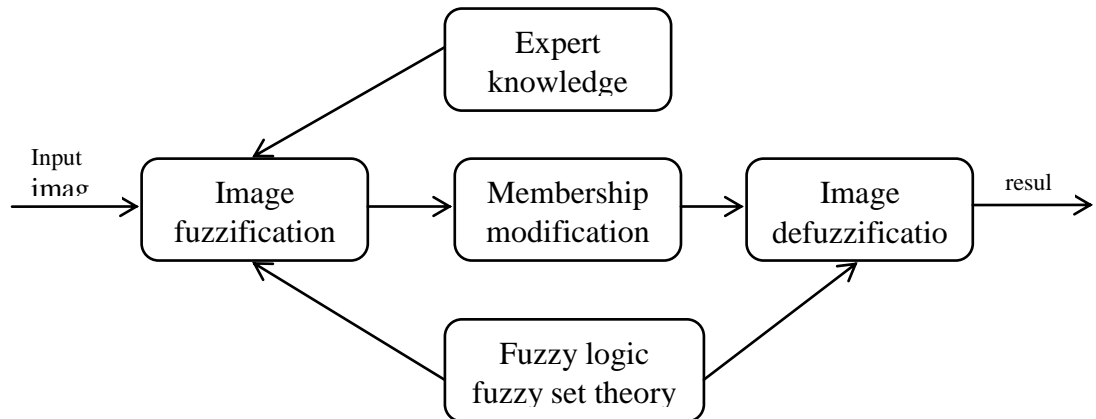 Expert
knowledge
Input
imag
Image
fuzzification
Membership
modification
Image
defuzzificatio
resul
Fuzzy logic
fuzzy set theory